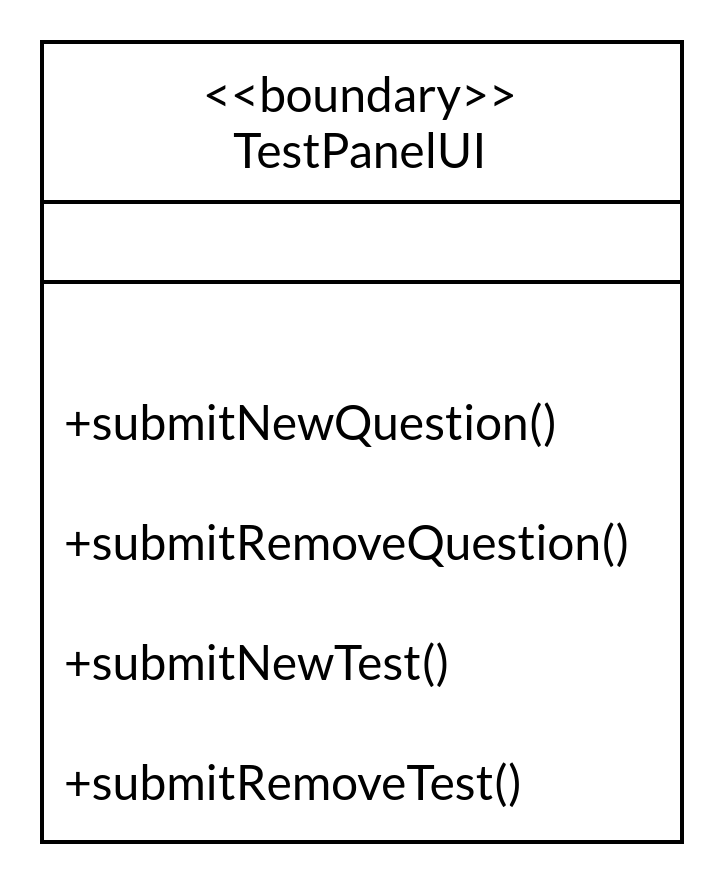 <<boundary>>
TestPanelUI
+submitNewQuestion()
+submitRemoveQuestion()
+submitNewTest()
+submitRemoveTest()